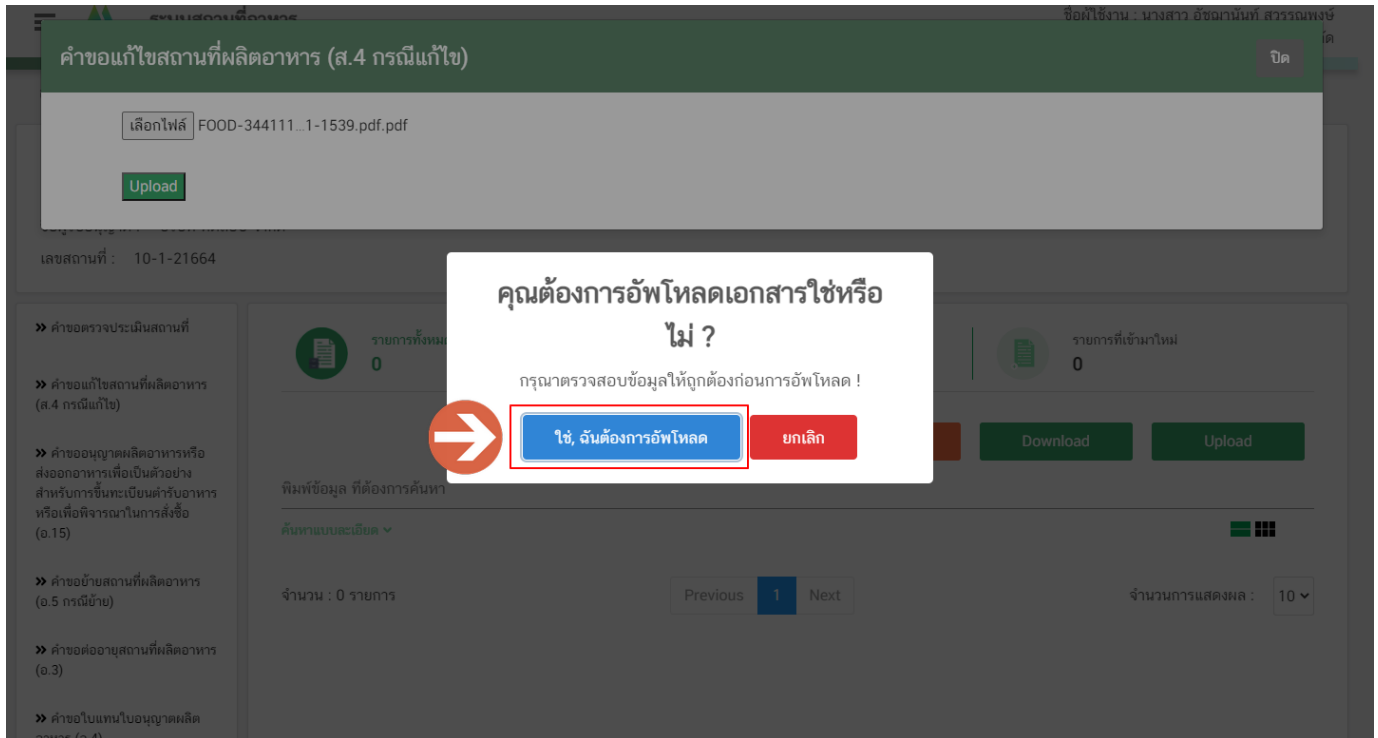 ระบบสถานที่อาหาร
ชื่อผู้ใช้งาน : นางสาว อัชฌานันท์ สุวรรณพงษ์
คำขอแก้ไขสถานที่ผลิตอาหาร (ส.4 กรณีแก้ไข)
ปิด
เลือกไฟล์ FOOD-344111...1-1539.pdf.pdf
Upload
เลขสถานที่ : 10-1-21664
คุณต้องการอัพโหลดเอกสารใช่หรือ
ไม่ ?
กรุณาตรวจสอบข้อมูลให้ถูกต้องก่อนการอัพโหลด !
ใช่, ฉันต้องการอัพโหลด
ยกเลิก
รายการทั้งหม
0
รายการที่เข้ามาใหม่
0
Download
Upload
พิมพ์ข้อมูล ที่ต้องการค้นหา
ค้นหาแบบละเอียด
จำนวน : 0 รายการ
Previous 1 Next
จำนวนการแสดงผล : 10
» คำขอตรวจประเมินสถานที่
» คำขอแก้ไขสถานที่ผลิตอาหาร
(ส.4 กรณีแก้ไข)
» คำขออนุญาตผลิตอาหารหรือ
ส่งออกอาหารเพื่อเป็นตัวอย่าง
สำหรับการขึ้นทะเบียนตำรับอาหาร
หรือเพื่อพิจารณาในการสั่งซื้อ
(อ.15)
» คำขอย้ายสถานที่ผลิตอาหาร
(อ.5 กรณีย้าย)
» คำขอต่ออายุสถานที่ผลิตอาหาร
(อ.3)
» คำขอใบแทนใบอนุญาตผลิต